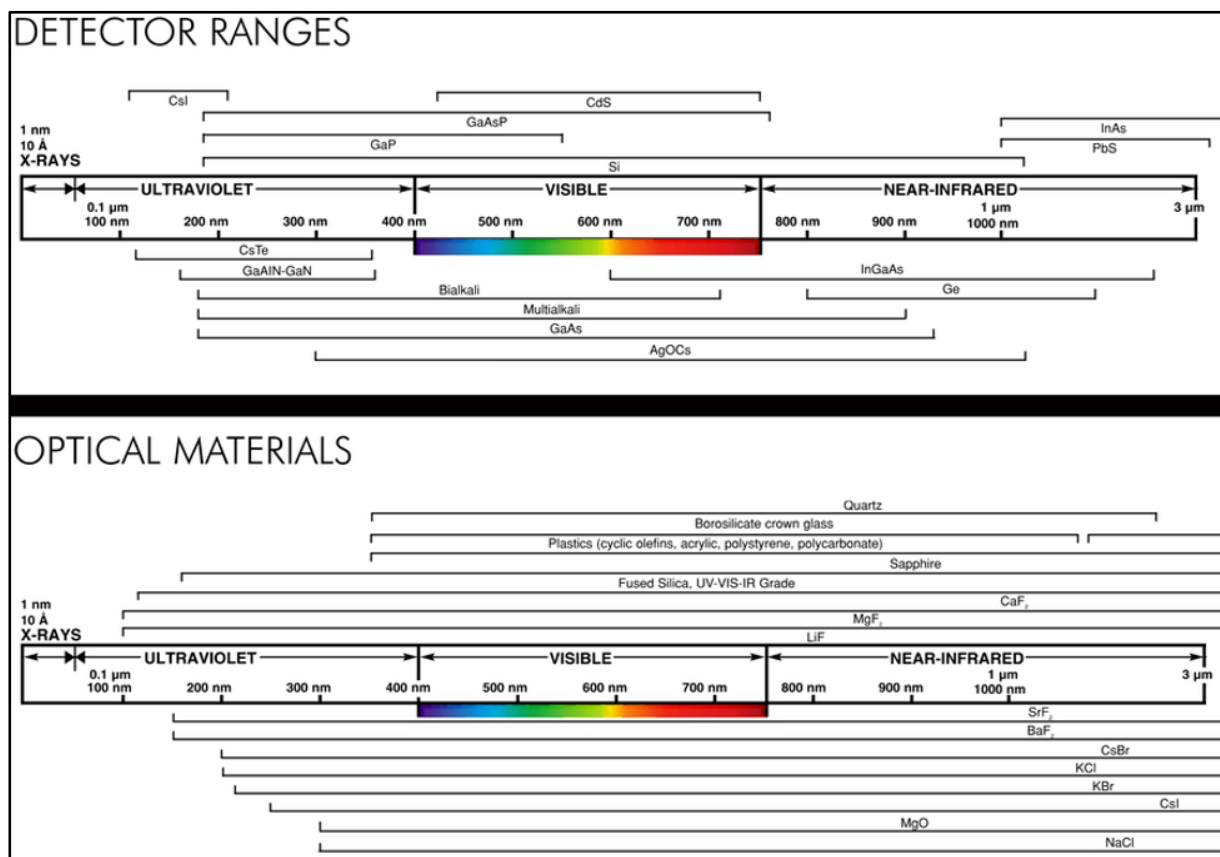 DETECTOR RANGES
CsI
CdS
GaAsP
InAs
GaP
PbS
Si
1 nm
10 Å
X-RAYS
ULTRAVIOLET VISIBLE NEAR-INFRARED
0.1 µm 1 µm 3 µm
100 nm 200 nm 300 nm 400 nm 500 nm 600 nm 700 nm 800 nm 900 nm 1000 nm
CsTe
GaAlN-GaN InGaAs
Bialkali Ge
Multialkali
GaAs
AgOCs
OPTICAL MATERIALS
Quartz
Borosilicate crown glass
Plastics (cyclic olefins, acrylic, polystyrene, polycarbonate)
Sapphire
Fused Silica, UV-VIS-IR Grade
CaF₂
MgF₂
LiF
1 nm
10 Å
X-RAYS
ULTRAVIOLET VISIBLE NEAR-INFRARED
0.1 µm 1 µm 3 µm
100 nm 200 nm 300 nm 400 nm 500 nm 600 nm 700 nm 800 nm 900 nm 1000 nm
SrF₂
BaF₂
CsBr
KCl
KBr
CsI
MgO
NaCl